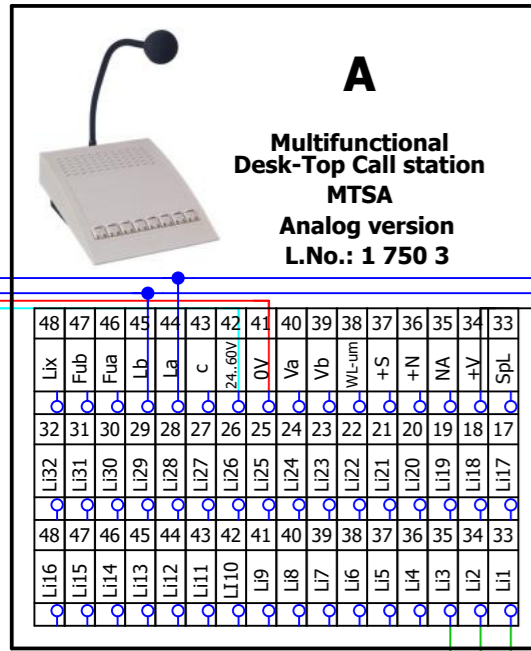 A
Multifunctional
Desk-Top Call station
MTSA
Analog version
L.No.: 1 750 3
48 47 46 45 44 43 42 41 40 39 38 37 36 35 34 33
Lix Fub Fua Lb La c 24..60V 0V Va Vb WL-um +S +N NA +V SpL
32 31 30 29 28 27 26 25 24 23 22 21 20 19 18 17
Li32 Li31 Li30 Li29 Li28 Li27 Li26 Li25 Li24 Li23 Li22 Li21 Li20 Li19 Li18 Li17
48 47 46 45 44 43 42 41 40 39 38 37 36 35 34 33
Li16 Li15 Li14 Li13 Li12 Li11 LI10 Li9 Li8 Li7 Li6 Li5 Li4 Li3 Li2 Li1